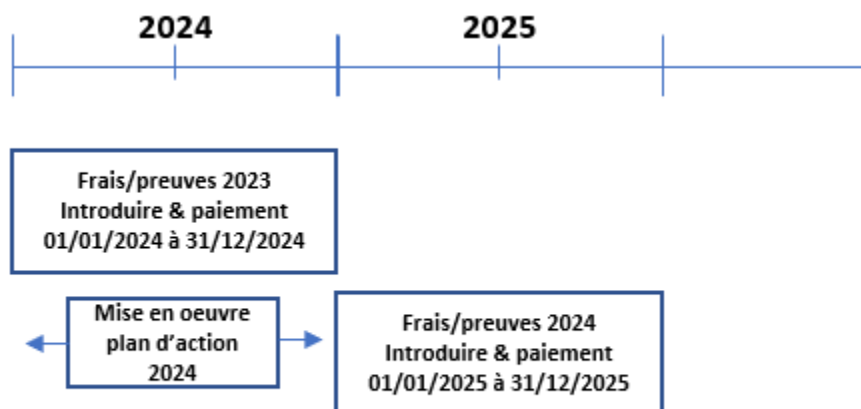 2024
2025
Frais/preuves 2023
Introduire & paiement
01/01/2024 à 31/12/2024
Mise en oeuvre
plan d'action
2024
Frais/preuves 2024
Introduire & paiement
01/01/2025 à 31/12/2025